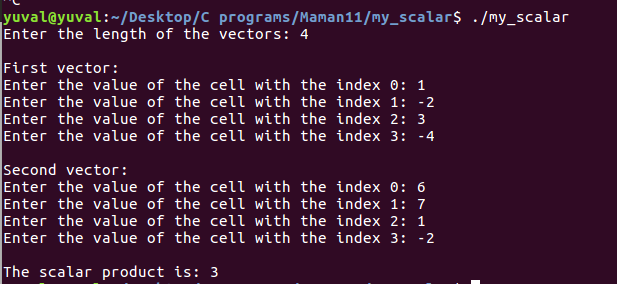 ^C
yuval@yuval:~/Desktop/C programs/Maman11/my_scalar$ ./my_scalar
Enter the length of the vectors: 4
First vector:
Enter the value of the cell with the index 0: 1
Enter the value of the cell with the index 1: -2
Enter the value of the cell with the index 2: 3
Enter the value of the cell with the index 3: -4
Second vector:
Enter the value of the cell with the index 0: 6
Enter the value of the cell with the index 1: 7
Enter the value of the cell with the index 2: 1
Enter the value of the cell with the index 3: -2
The scalar product is: 3